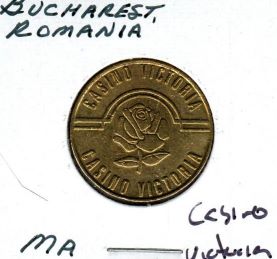 BUCHAREST,
ROMANIA
CASINO VICTORIA
CASINO VICTORIA
MA
Casino
Victoria